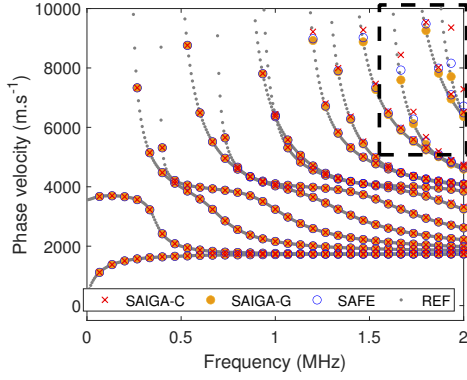 10000
8000
6000
4000
2000
0
Phase velocity (m.s⁻¹)
SAIGA-C SAIGA-G SAFE REF
0 0.5 1 1.5 2
Frequency (MHz)